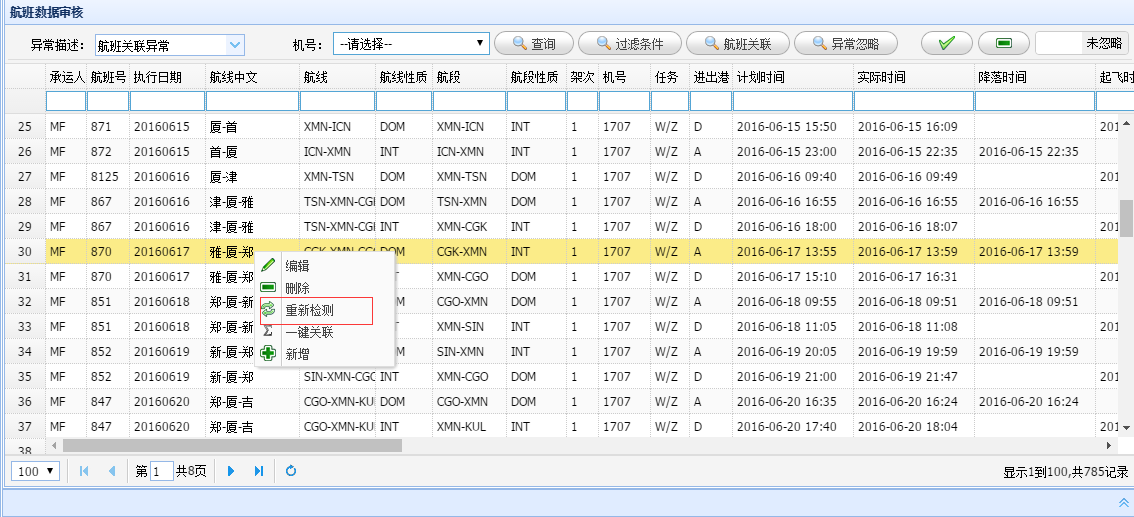 航班数据审核
异常描述: 航班关联异常 机号: --请选择-- 查询 过滤条件 航班关联 异常忽略 未忽略
承运人 航班号 执行日期 航线中文 航线 航线性质 航段 航段性质 架次 机号 任务 进出港 计划时间 实际时间 降落时间 起飞时
25 MF 871 20160615 厦-首 XMN-ICN DOM XMN-ICN INT 1 1707 W/Z D 2016-06-15 15:50 2016-06-15 16:09 201
26 MF 872 20160615 首-厦 ICN-XMN INT ICN-XMN INT 1 1707 W/Z A 2016-06-15 23:00 2016-06-15 22:35 2016-06-15 22:35
27 MF 8125 20160616 厦-津 XMN-TSN DOM XMN-TSN DOM 1 1707 W/Z D 2016-06-16 09:40 2016-06-16 09:49 201
28 MF 867 20160616 津-厦-雅 TSN-XMN-CGK DOM TSN-XMN DOM 1 1707 W/Z A 2016-06-16 16:55 2016-06-16 16:55 2016-06-16 16:55
29 MF 867 20160616 津-厦-雅 TSN-XMN-CGK INT XMN-CGK INT 1 1707 W/Z D 2016-06-16 18:00 2016-06-16 18:07 201
30 MF 870 20160617 雅-厦-郑 CGK-XMN-CGO DOM CGK-XMN INT 1 1707 W/Z A 2016-06-17 13:55 2016-06-17 13:59 2016-06-17 13:59
31 MF 870 20160617 雅-厦-郑 XMN-CGO DOM 1 1707 W/Z D 2016-06-17 15:10 2016-06-17 16:31 201
32 MF 851 20160618 郑-厦-新 CGO-XMN DOM 1 1707 W/Z A 2016-06-18 09:55 2016-06-18 09:51 2016-06-18 09:51
33 MF 851 20160618 郑-厦-新 XMN-SIN INT 1 1707 W/Z D 2016-06-18 11:05 2016-06-18 11:08 201
34 MF 852 20160619 新-厦-郑 SIN-XMN INT 1 1707 W/Z A 2016-06-19 20:05 2016-06-19 19:59 2016-06-19 19:59
35 MF 852 20160619 新-厦-郑 SIN-XMN-CGO INT XMN-CGO DOM 1 1707 W/Z D 2016-06-19 21:00 2016-06-19 21:47 201
36 MF 847 20160620 郑-厦-吉 CGO-XMN-KU DOM CGO-XMN DOM 1 1707 W/Z A 2016-06-20 16:35 2016-06-20 16:24 2016-06-20 16:24
37 MF 847 20160620 郑-厦-吉 CGO-XMN-KU INT XMN-KUL INT 1 1707 W/Z D 2016-06-20 17:40 2016-06-20 18:04 201
38
编辑
删除
重新检测
一键关联
新增
100 第 1 共8页 显示1到100,共785记录